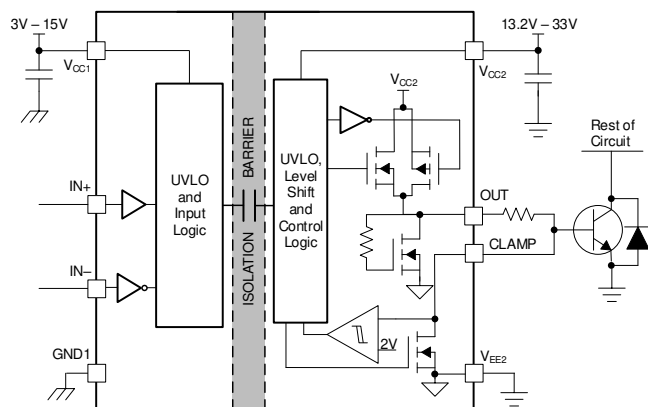 3V – 15V
13.2V – 33V
VCC1
VCC2
VCC2
Rest of
Circuit
UVLO
and
Input
Logic
ISOLATION BARRIER
UVLO,
Level
Shift
and
Control
Logic
IN+
OUT
CLAMP
IN–
2V
GND1
VEE2